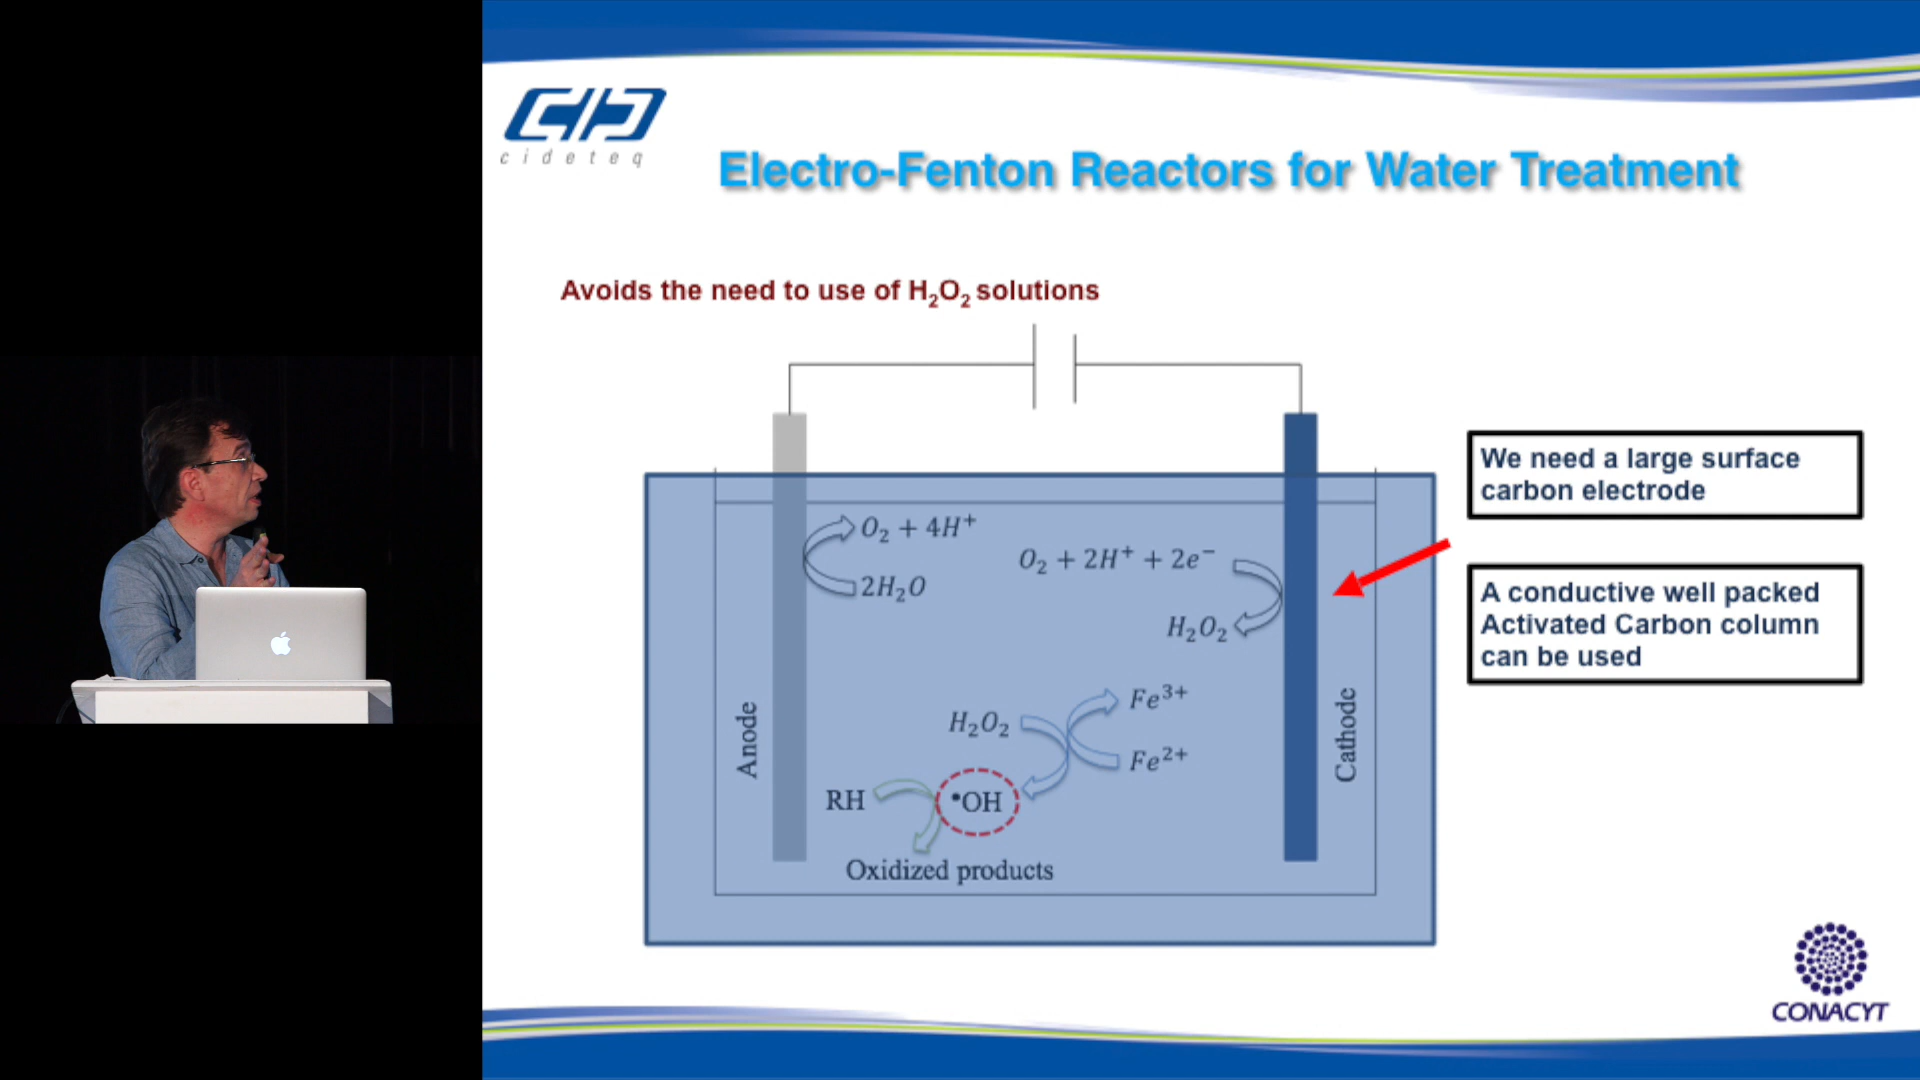 cideteq
Electro-Fenton Reactors for Water Treatment
Avoids the need to use of H₂O₂ solutions
We need a large surface
carbon electrode
O₂ + 4H⁺
2H₂O
O₂ + 2H⁺ + 2e⁻
H₂O₂
A conductive well packed
Activated Carbon column
can be used
Anode
Cathode
H₂O₂
Fe³⁺
Fe²⁺
RH
•OH
Oxidized products
CONACYT